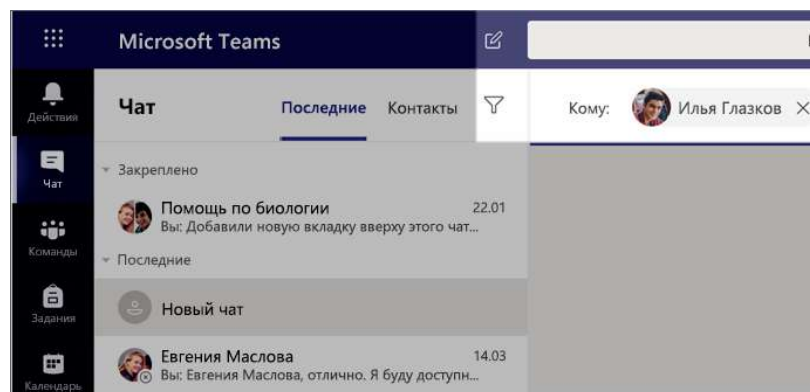 Microsoft Teams
Действия
Чат
Команды
Задания
Календарь
Чат
Последние
Контакты
Кому:
Илья Глазков
Закреплено
Помощь по биологии
22.01
Вы: Добавили новую вкладку вверху этого чат...
Последние
Новый чат
Евгения Маслова
14.03
Вы: Евгения Маслова, отлично. Я буду доступн...